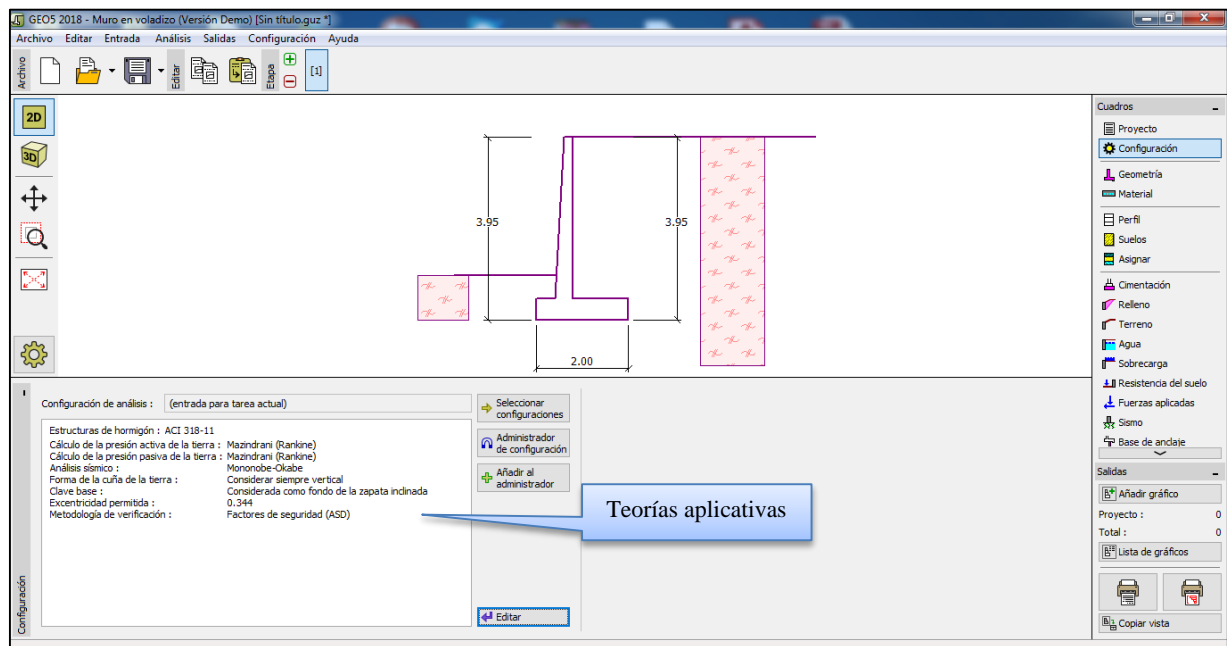 GEO5 2018 - Muro en voladizo (Versión Demo) [Sin título.guz *]
Archivo Editar Entrada Análisis Salidas Configuración Ayuda
Archivo
Editar
Etapa
[1]
2D
3D
3.95
3.95
2.00
Cuadros
Proyecto
Configuración
Geometría
Material
Perfil
Suelos
Asignar
Cimentación
Relleno
Terreno
Agua
Sobrecarga
Resistencia del suelo
Fuerzas aplicadas
Sismo
Base de anclaje
Salidas
Añadir gráfico
Proyecto : 0
Total : 0
Lista de gráficos
Copiar vista
Configuración
Configuración de análisis : (entrada para tarea actual)
Estructuras de hormigón : ACI 318-11
Cálculo de la presión activa de la tierra : Mazindrani (Rankine)
Cálculo de la presión pasiva de la tierra : Mazindrani (Rankine)
Análisis sísmico : Mononobe-Okabe
Forma de la cuña de la tierra : Considerar siempre vertical
Clave base : Considerada como fondo de la zapata inclinada
Excentricidad permitida : 0.344
Metodología de verificación : Factores de seguridad (ASD)
Seleccionar
configuraciones
Administrador
de configuración
Añadir al
administrador
Editar
Teorías aplicativas